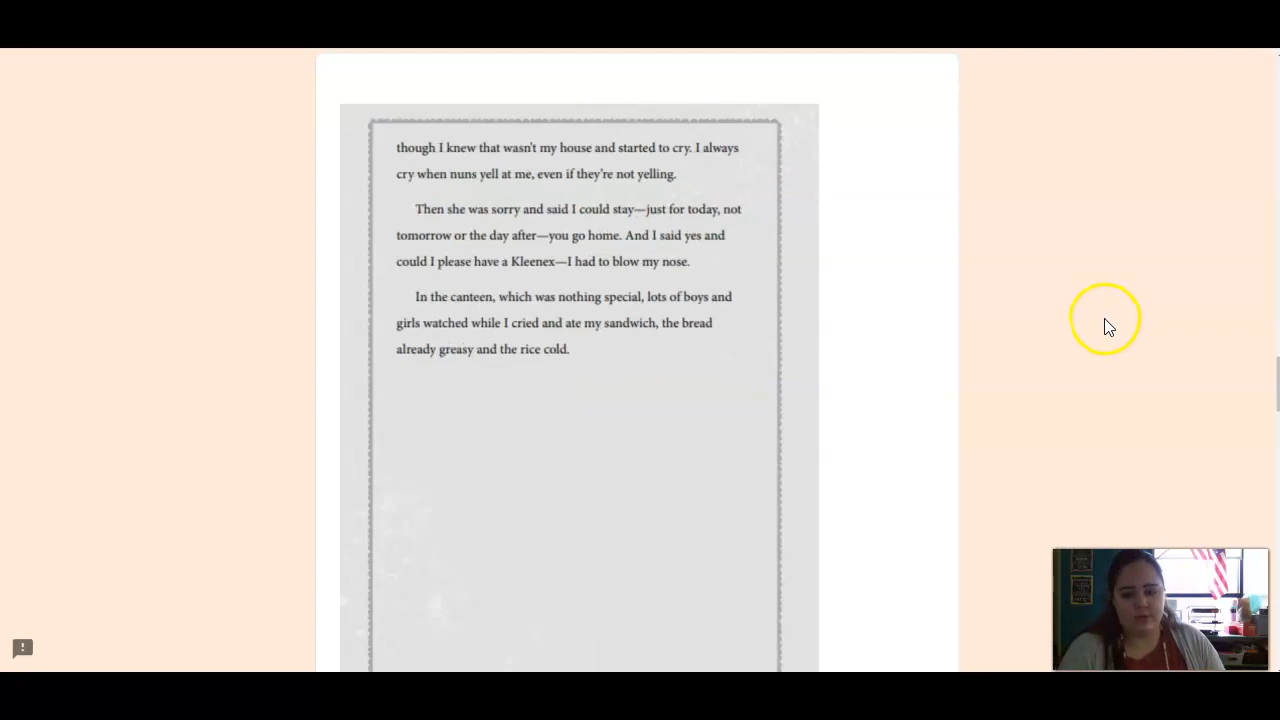 though I knew that wasn't my house and started to cry. I always
cry when nuns yell at me, even if they're not yelling.
Then she was sorry and said I could stay—just for today, not
tomorrow or the day after—you go home. And I said yes and
could I please have a Kleenex—I had to blow my nose.
In the canteen, which was nothing special, lots of boys and
girls watched while I cried and ate my sandwich, the bread
already greasy and the rice cold.